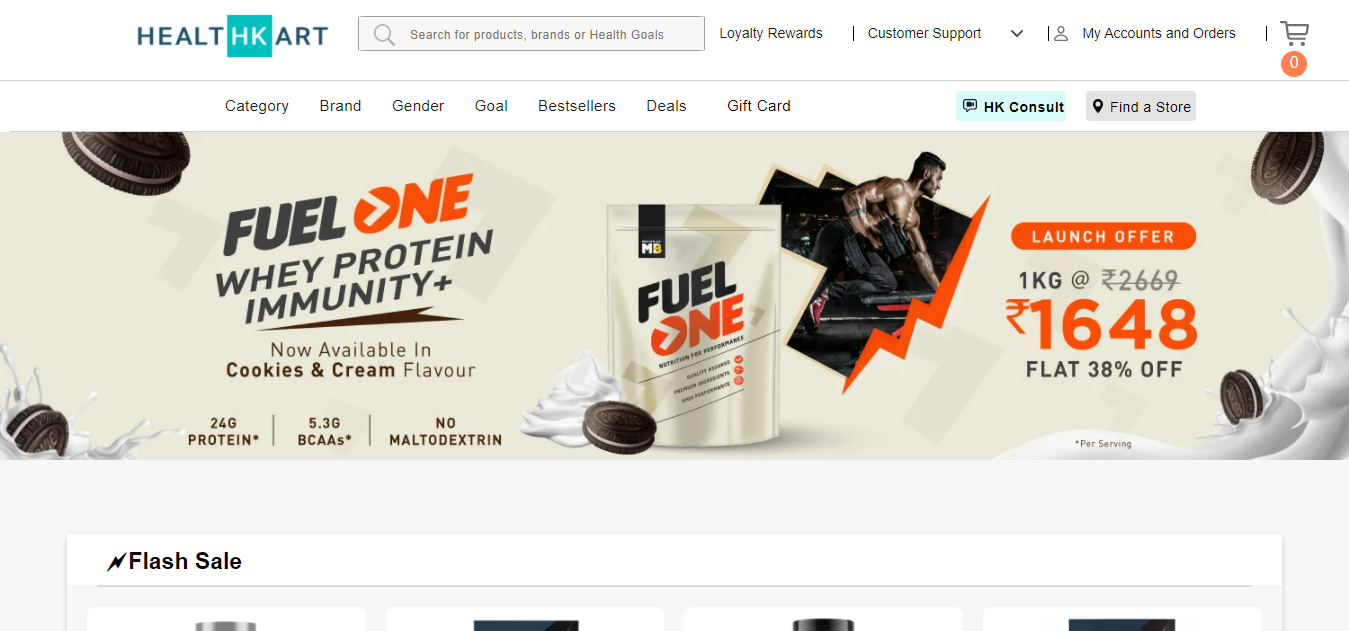 HEALTHKART
Search for products, brands or Health Goals
Loyalty Rewards
Customer Support
My Accounts and Orders
0
Category
Brand
Gender
Goal
Bestsellers
Deals
Gift Card
HK Consult
Find a Store
FUEL ONE
WHEY PROTEIN
IMMUNITY+
Now Available In
Cookies & Cream Flavour
24G
PROTEIN*
5.3G
BCAAs*
NO
MALTODEXTRIN
MB
FUEL
ONE
NUTRITION FOR PERFORMANCE
QUALITY ASSURED
PREMIUM INGREDIENTS
HIGH PERFORMANCE
LAUNCH OFFER
1KG @ ₹2669
₹1648
FLAT 38% OFF
*Per Serving
Flash Sale